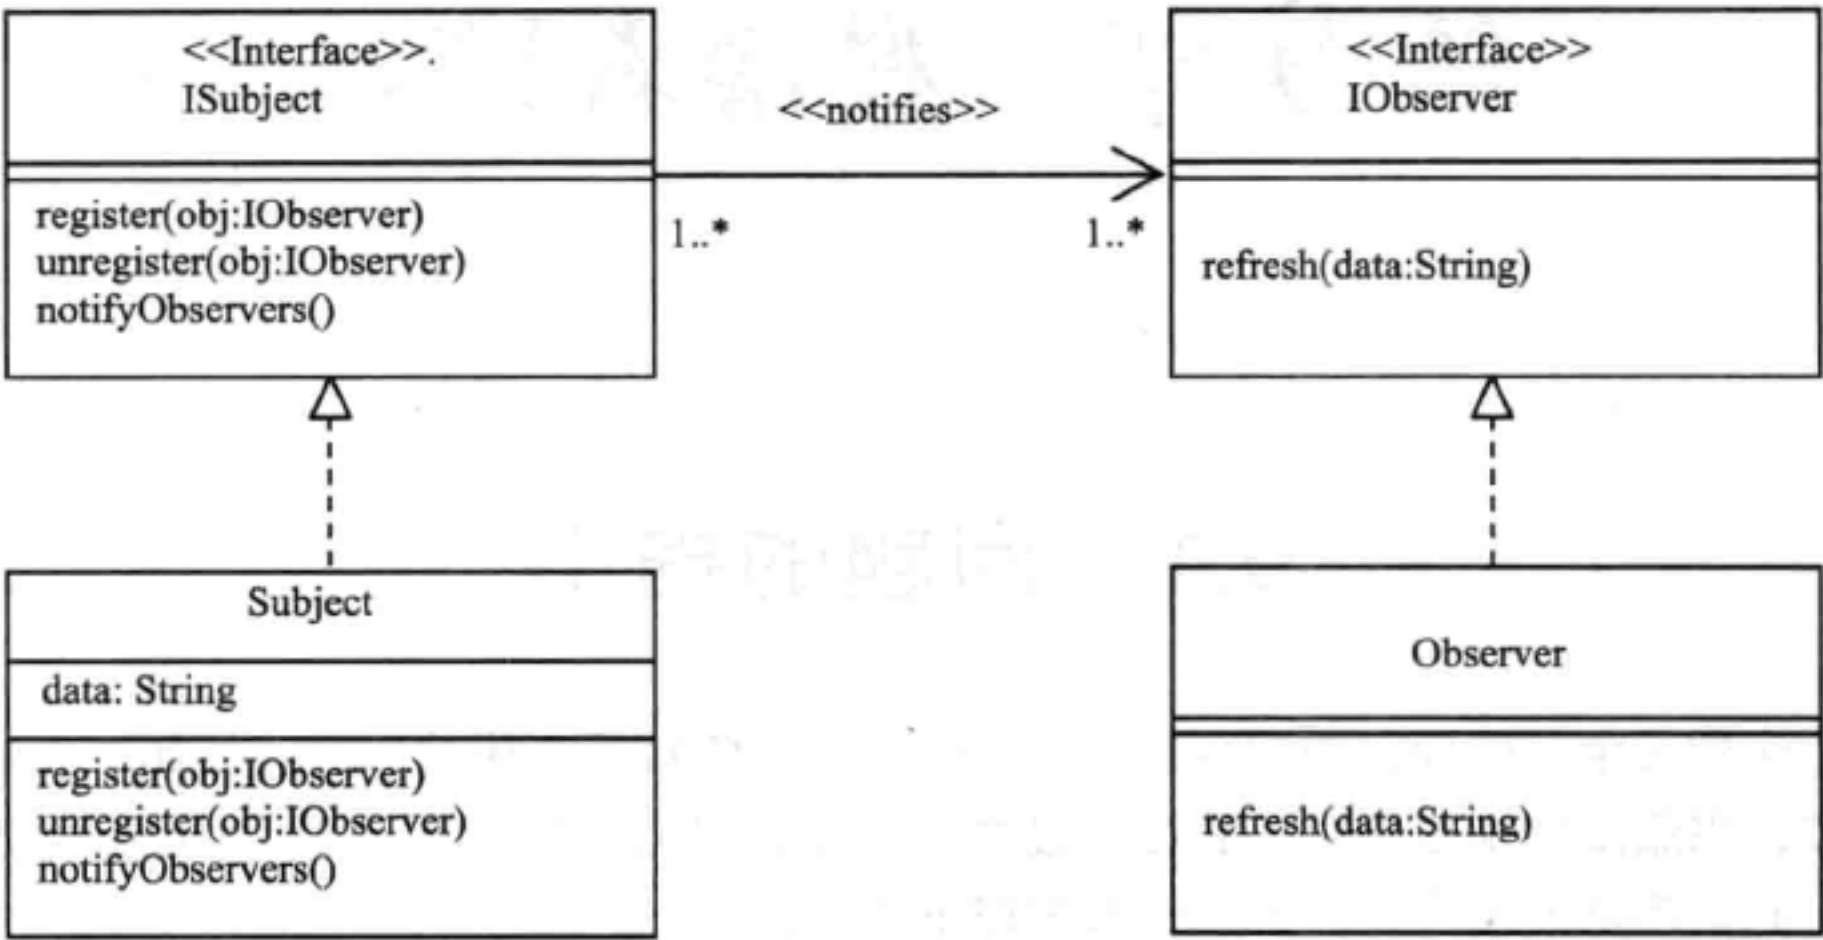 <<Interface>>.
ISubject
register(obj:IObserver)
unregister(obj:IObserver)
notifyObservers()
<<notifies>>
1..*
1..*
<<Interface>>
IObserver
refresh(data:String)
Subject
data: String
register(obj:IObserver)
unregister(obj:IObserver)
notifyObservers()
Observer
refresh(data:String)